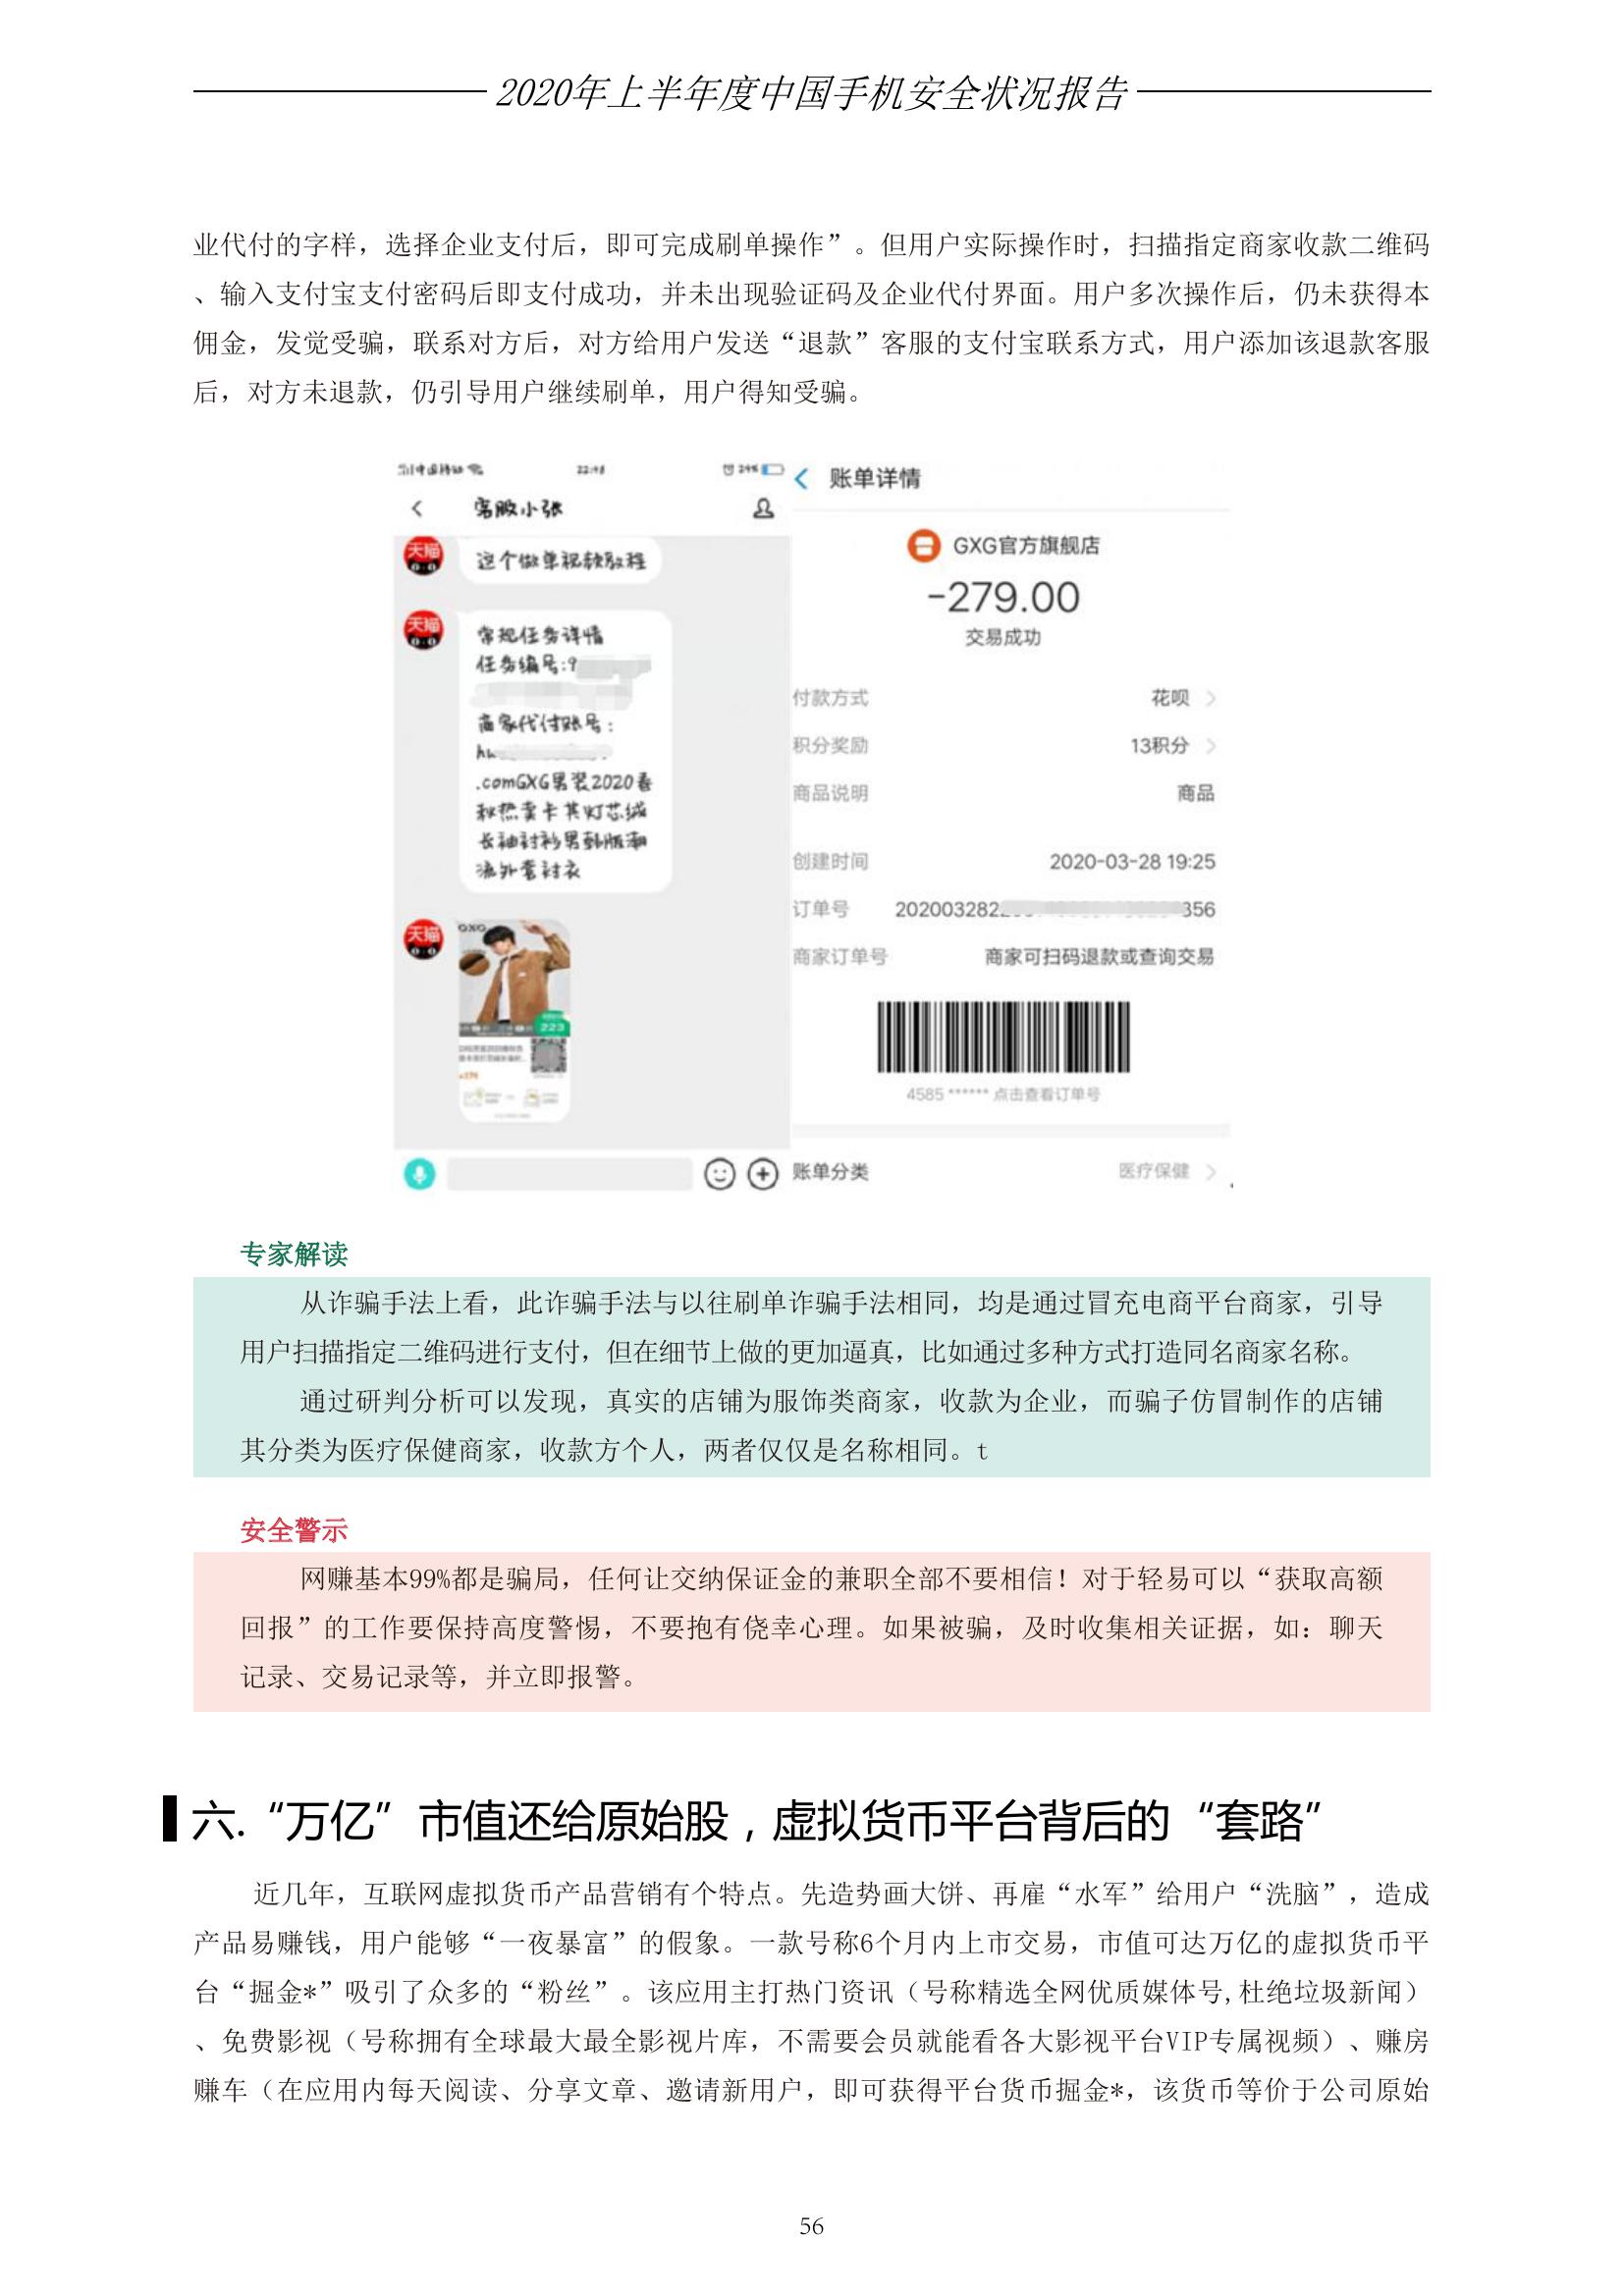 2020年上半年度中国手机安全状况报告
业代付的字样，选择企业支付后，即可完成刷单操作”。但用户实际操作时，扫描指定商家收款二维码
、输入支付宝支付密码后即支付成功，并未出现验证码及企业代付界面。用户多次操作后，仍未获得本
佣金，发觉受骗，联系对方后，对方给用户发送“退款”客服的支付宝联系方式，用户添加该退款客服
后，对方未退款，仍引导用户继续刷单，用户得知受骗。
中国移动
22:48
24%
客服小张
天猫
这个做单视频教程
天猫
常规任务详情
任务编号:9
商家代付账号:
hu
.comGXG男装2020春
秋热卖卡其灯芯绒
长袖衬衫男韩版潮
流外套衬衣
天猫
GXG
223
账单详情
GXG官方旗舰店
-279.00
交易成功
付款方式 花呗
积分奖励 13积分
商品说明 商品
创建时间 2020-03-28 19:25
订单号 202003282 356
商家订单号 商家可扫码退款或查询交易
4585 ****** 点击查看订单号
账单分类 医疗保健
专家解读
从诈骗手法上看，此诈骗手法与以往刷单诈骗手法相同，均是通过冒充电商平台商家，引导
用户扫描指定二维码进行支付，但在细节上做的更加逼真，比如通过多种方式打造同名商家名称。
通过研判分析可以发现，真实的店铺为服饰类商家，收款为企业，而骗子仿冒制作的店铺
其分类为医疗保健商家，收款方个人，两者仅仅是名称相同。t
安全警示
网赚基本99%都是骗局，任何让交纳保证金的兼职全部不要相信！对于轻易可以“获取高额
回报”的工作要保持高度警惕，不要抱有侥幸心理。如果被骗，及时收集相关证据，如：聊天
记录、交易记录等，并立即报警。
六.“万亿”市值还给原始股，虚拟货币平台背后的“套路”
近几年，互联网虚拟货币产品营销有个特点。先造势画大饼、再雇“水军”给用户“洗脑”，造成
产品易赚钱，用户能够“一夜暴富”的假象。一款号称6个月内上市交易，市值可达万亿的虚拟货币平
台“掘金*”吸引了众多的“粉丝”。该应用主打热门资讯（号称精选全网优质媒体号,杜绝垃圾新闻）
、免费影视（号称拥有全球最大最全影视片库，不需要会员就能看各大影视平台VIP专属视频）、赚房
赚车（在应用内每天阅读、分享文章、邀请新用户，即可获得平台货币掘金*，该货币等价于公司原始
56